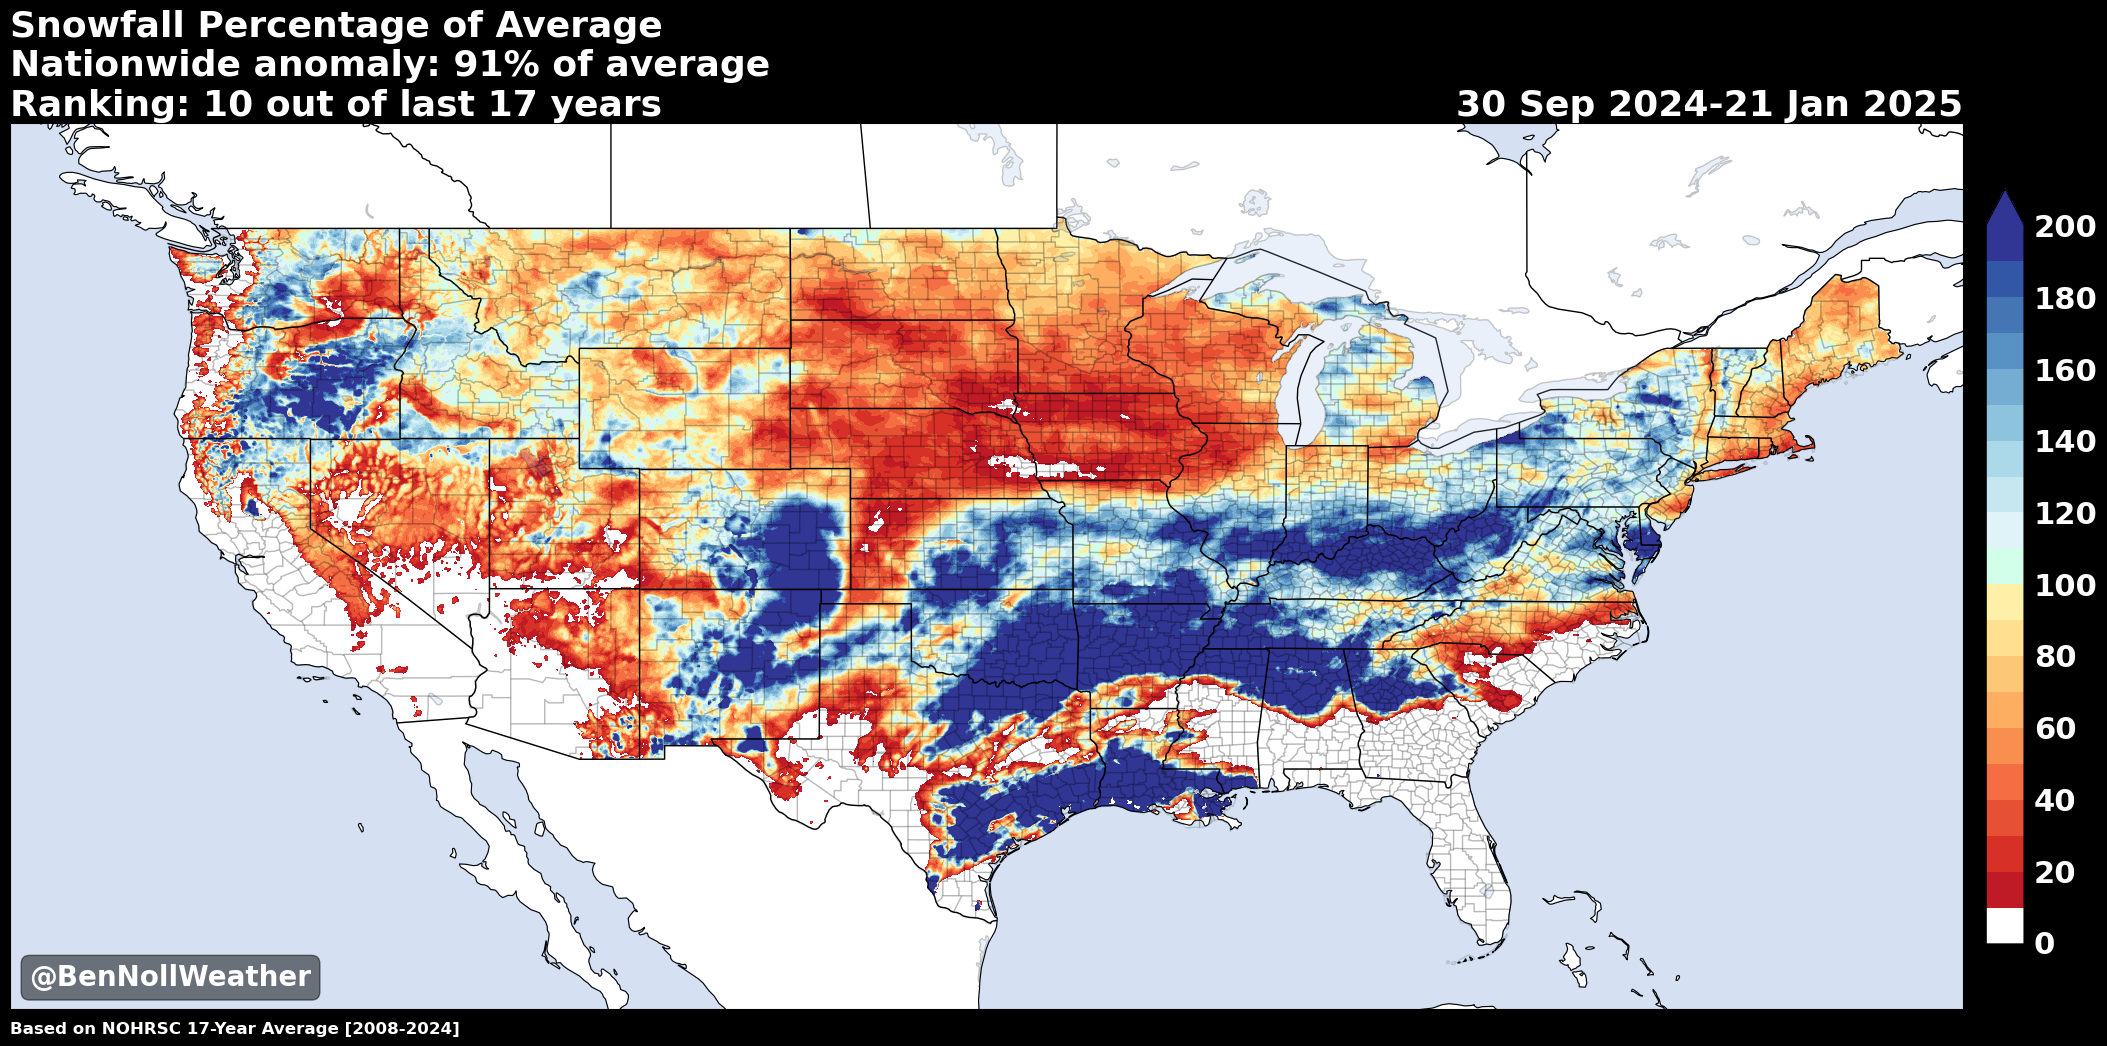 Snowfall Percentage of Average
Nationwide anomaly: 91% of average
Ranking: 10 out of last 17 years
30 Sep 2024-21 Jan 2025
200
180
160
140
120
100
80
60
40
20
0
@BenNollWeather
Based on NOHRSC 17-Year Average [2008-2024]